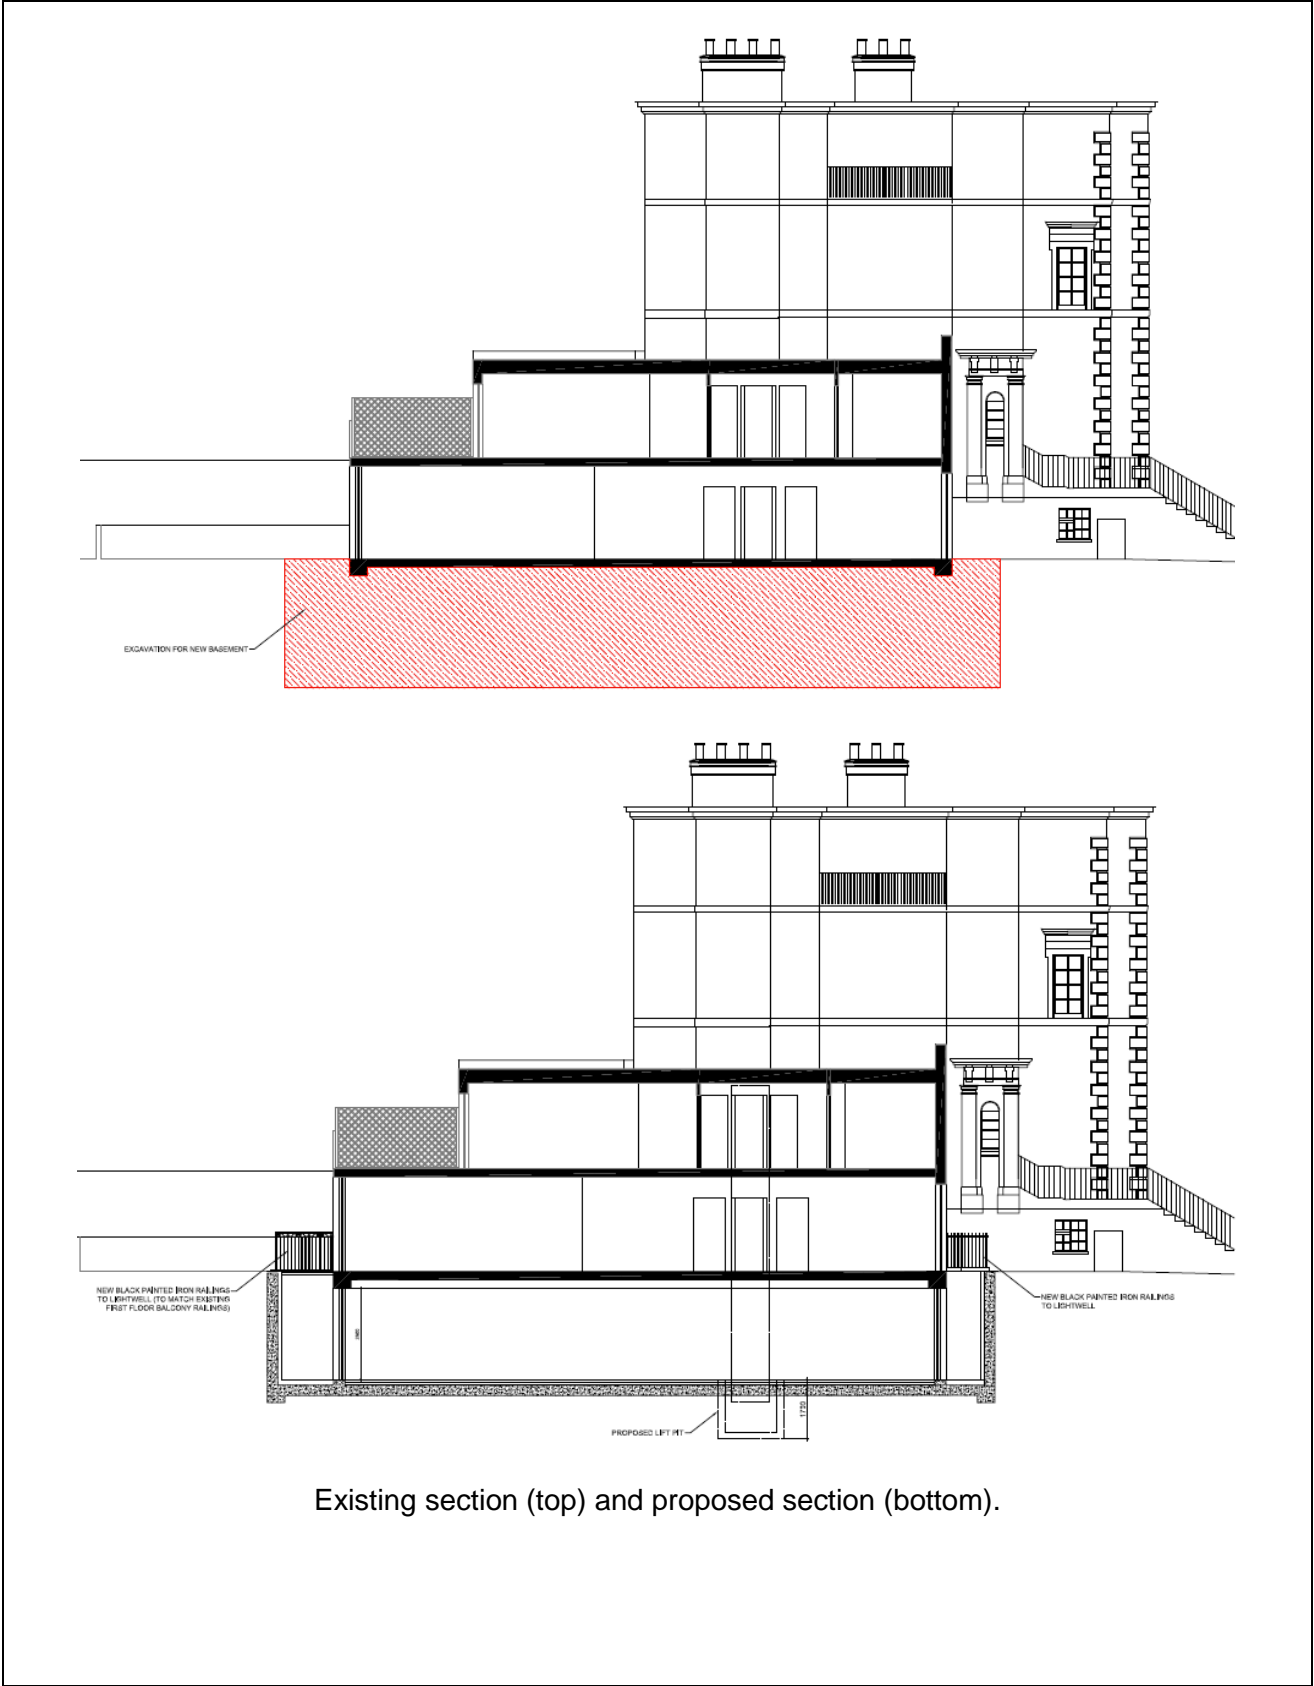 EXCAVATION FOR NEW BASEMENT
NEW BLACK PAINTED IRON RAILINGS
TO LIGHTWELL (TO MATCH EXISTING
FIRST FLOOR BALCONY RAILINGS)
NEW BLACK PAINTED IRON RAILINGS
TO LIGHTWELL
PROPOSED LIFT PIT
Existing section (top) and proposed section (bottom).